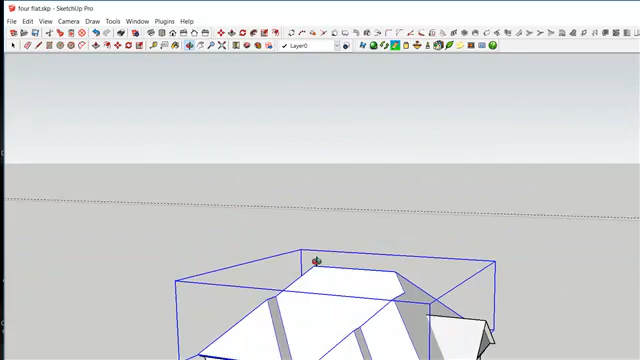 four flat.skp - SketchUp Pro
File Edit View Camera Draw Tools Window Plugins Help
Layer0